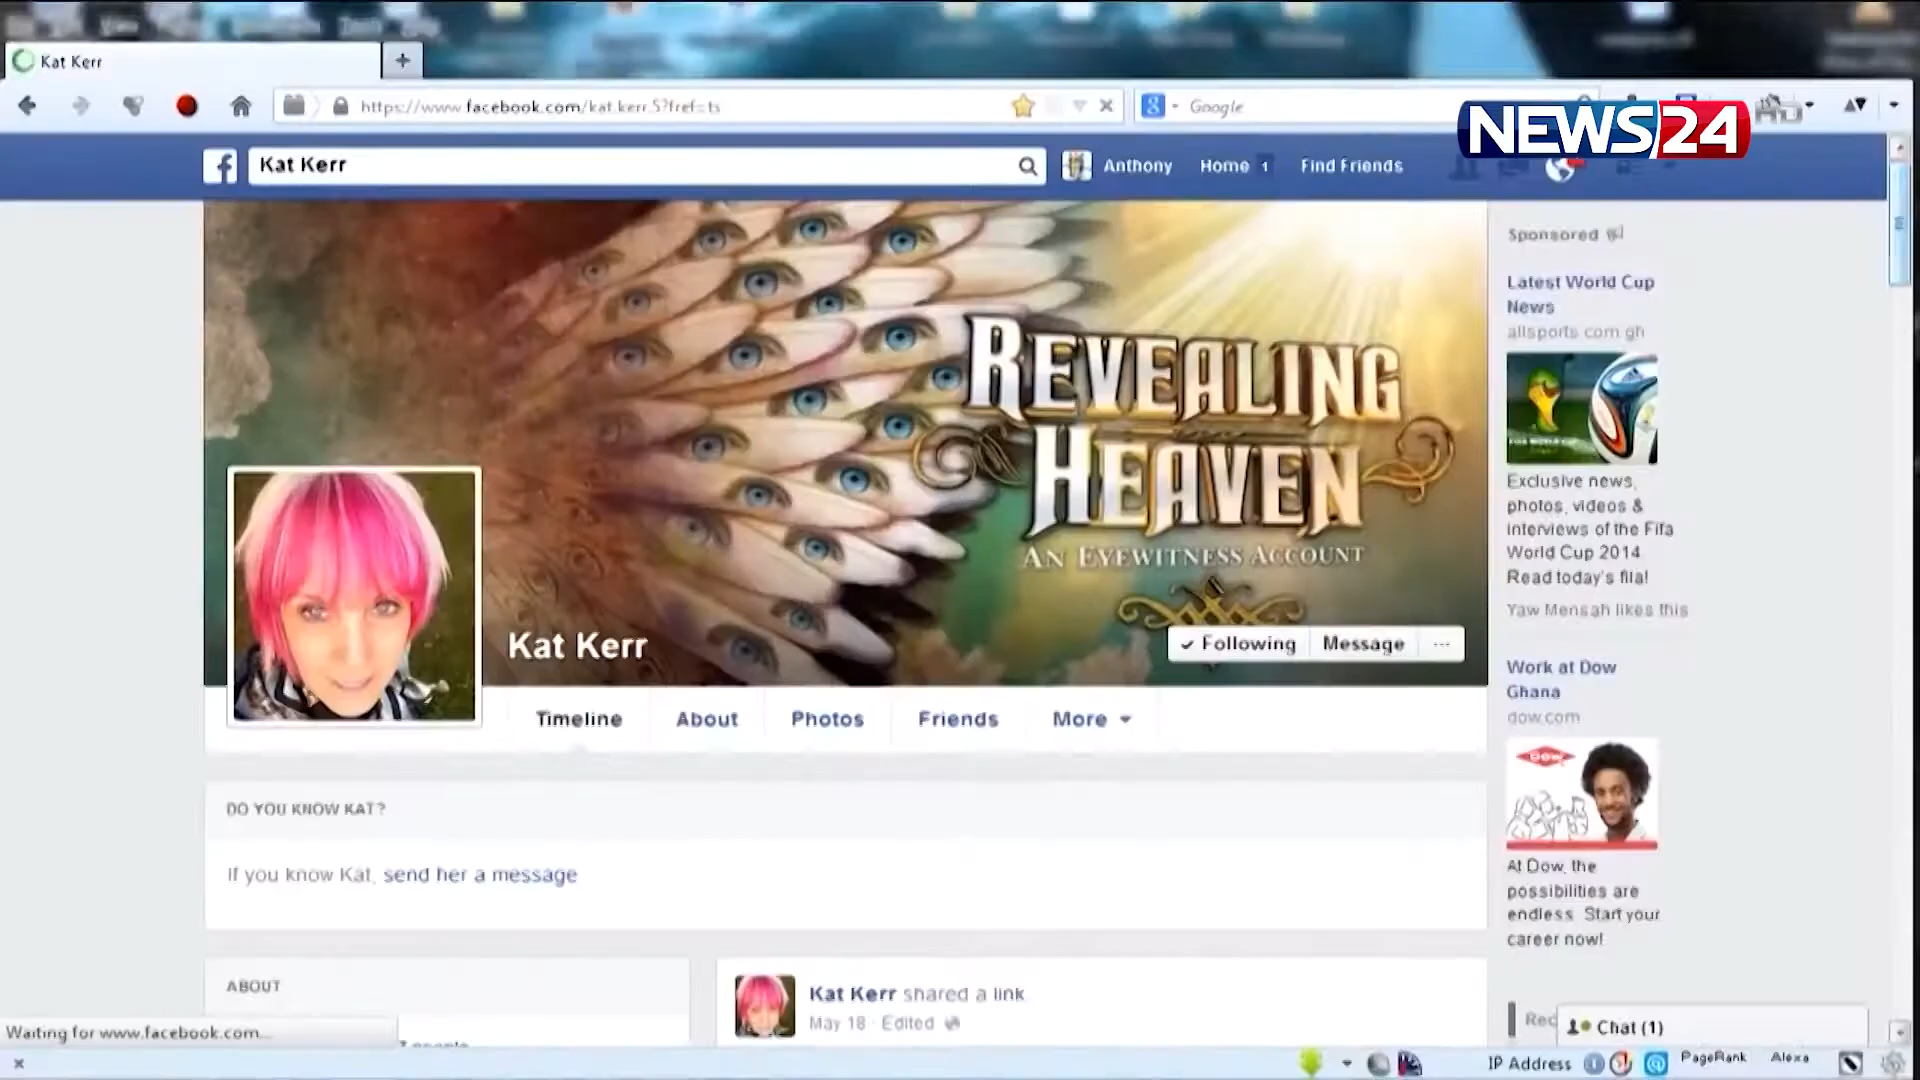 Kat Kerr
https://www.facebook.com/kat.kerr.5?fref=ts
Google
NEWS24
Kat Kerr
Anthony
Home 1
Find Friends
REVEALING
HEAVEN
AN EYEWITNESS ACCOUNT
Kat Kerr
Following
Message
Timeline
About
Photos
Friends
More
DO YOU KNOW KAT?
If you know Kat, send her a message
ABOUT
Kat Kerr shared a link
May 18 · Edited
Sponsored
Latest World Cup
News
allsports.com.gh
Exclusive news,
photos, videos &
interviews of the Fifa
World Cup 2014.
Read today's fila!
Yaw Mensah likes this
Work at Dow
Ghana
dow.com
Dow
At Dow, the
possibilities are
endless. Start your
career now!
Rec
Chat (1)
Waiting for www.facebook.com...
IP Address
PageRank
Alexa